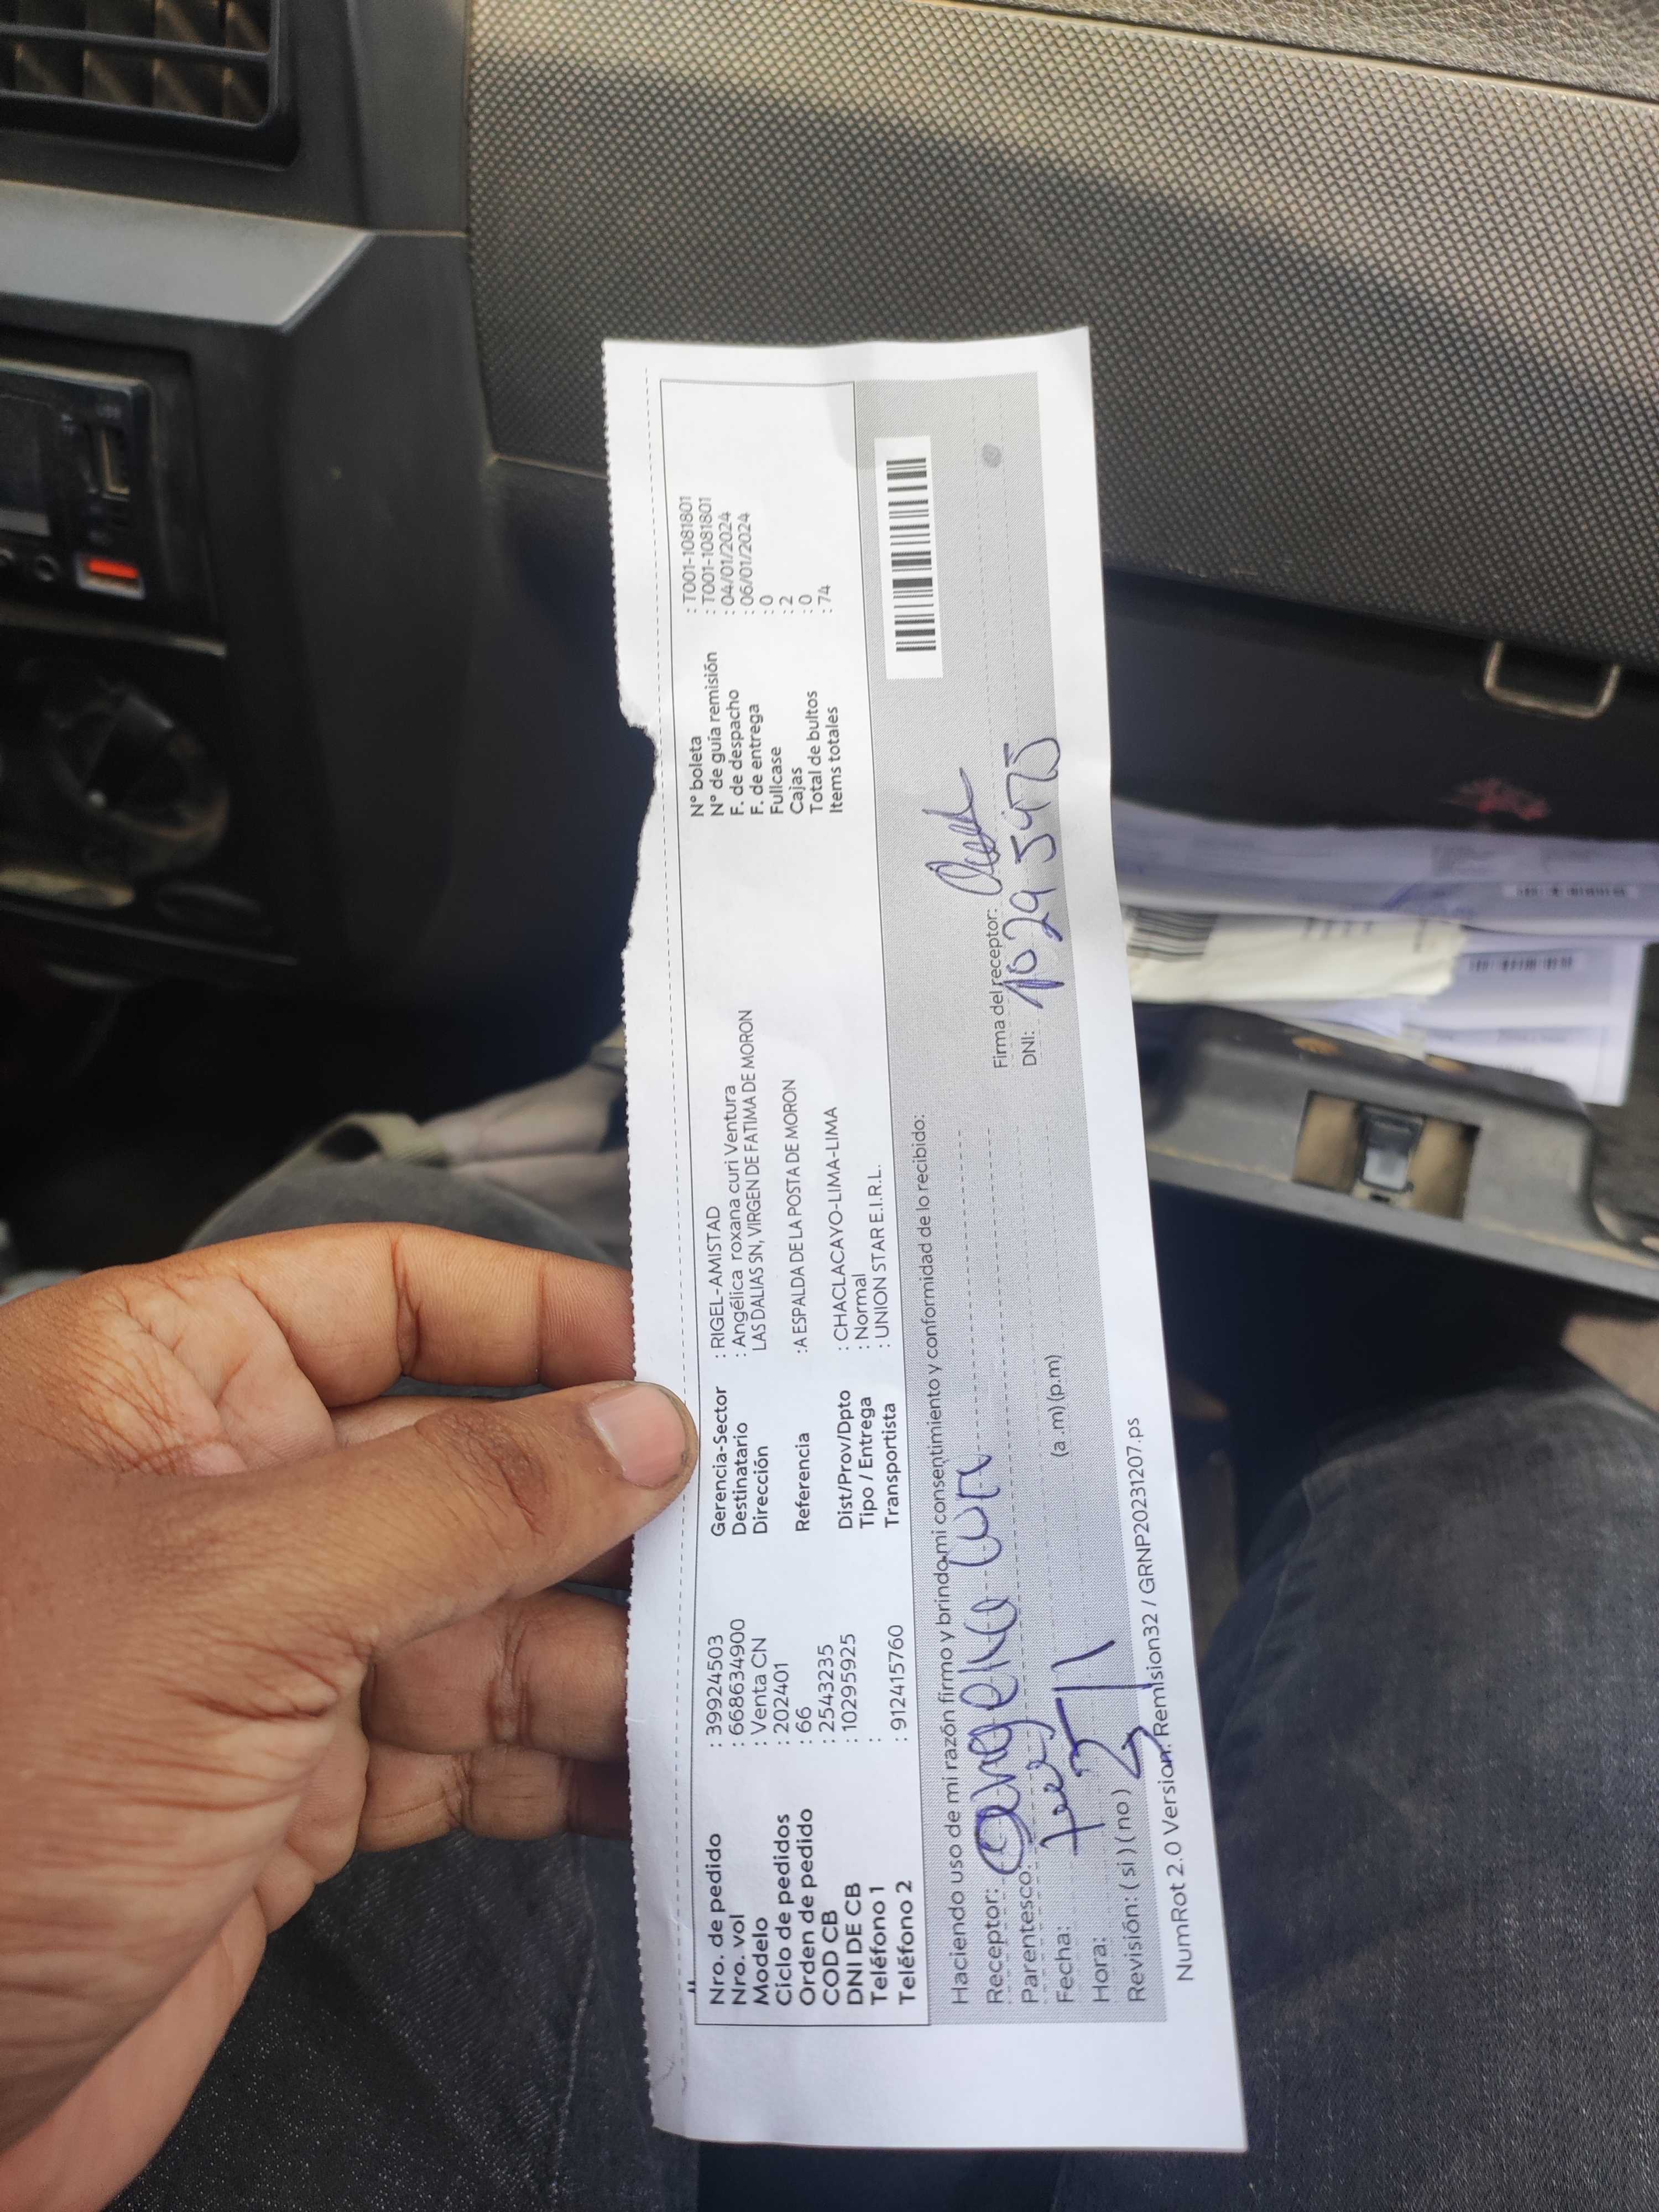 Nro. de pedido : 39924503
Nro.. vol : 668634900
Modelo : Venta CN
Ciclo de pedidos : 202401
Orden de pedido : 66
COD CB : 2543235
DNI DE CB : 10295925
Teléfono 1 :
Teléfono 2 : 912415760
Gerencia-Sector : RIGEL-AMISTAD
Destinatario : Angélica roxana curi Ventura
Dirección LAS DALIAS SN, VIRGEN DE FATIMA DE MORON
Referencia :A ESPALDA DE LA POSTA DE MORON
Dist/Prov/Dpto : CHACLACAYO-LIMA-LIMA
Tipo / Entrega : Normal
Transportista : UNION STAR E.I.R.L.
N° boleta : T001-1081801
N° de guía remisión : T001-1081801
F. de despacho : 04/01/2024
F. de entrega : 06/01/2024
Fullcase : 0
Cajas : 2
Total de bultos : 0
Items totales : 74
Haciendo uso de mi razón firmo y brindo mi consentimiento y conformidad de lo recibido:
Receptor:
Parentesco:
Fecha:
Hora: (a.m) (p.m)
Revisión: ( si ) ( no )
Firma del receptor:
DNI:
NumRot 2.0 Version: Remision32 / GRNP20231207.ps